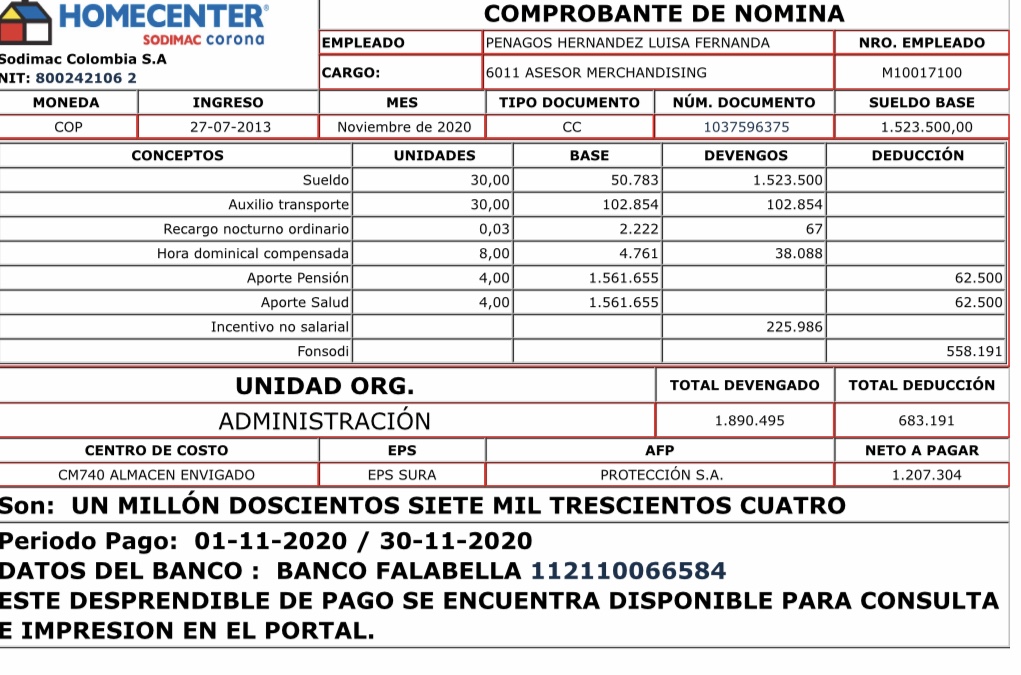 HOMECENTER®
SODIMAC corona
Sodimac Colombia S.A
NIT: 800242106 2
COMPROBANTE DE NOMINA
EMPLEADO PENAGOS HERNANDEZ LUISA FERNANDA NRO. EMPLEADO
CARGO: 6011 ASESOR MERCHANDISING M10017100
MONEDA INGRESO MES TIPO DOCUMENTO NÚM. DOCUMENTO SUELDO BASE
COP 27-07-2013 Noviembre de 2020 CC 1037596375 1.523.500,00
CONCEPTOS UNIDADES BASE DEVENGOS DEDUCCIÓN
Sueldo 30,00 50.783 1.523.500
Auxilio transporte 30,00 102.854 102.854
Recargo nocturno ordinario 0,03 2.222 67
Hora dominical compensada 8,00 4.761 38.088
Aporte Pensión 4,00 1.561.655 62.500
Aporte Salud 4,00 1.561.655 62.500
Incentivo no salarial 225.986
Fonsodi 558.191
UNIDAD ORG. TOTAL DEVENGADO TOTAL DEDUCCIÓN
ADMINISTRACIÓN 1.890.495 683.191
CENTRO DE COSTO EPS AFP NETO A PAGAR
CM740 ALMACEN ENVIGADO EPS SURA PROTECCIÓN S.A. 1.207.304
Son: UN MILLÓN DOSCIENTOS SIETE MIL TRESCIENTOS CUATRO
Periodo Pago: 01-11-2020 / 30-11-2020
DATOS DEL BANCO : BANCO FALABELLA 112110066584
ESTE DESPRENDIBLE DE PAGO SE ENCUENTRA DISPONIBLE PARA CONSULTA
E IMPRESION EN EL PORTAL.